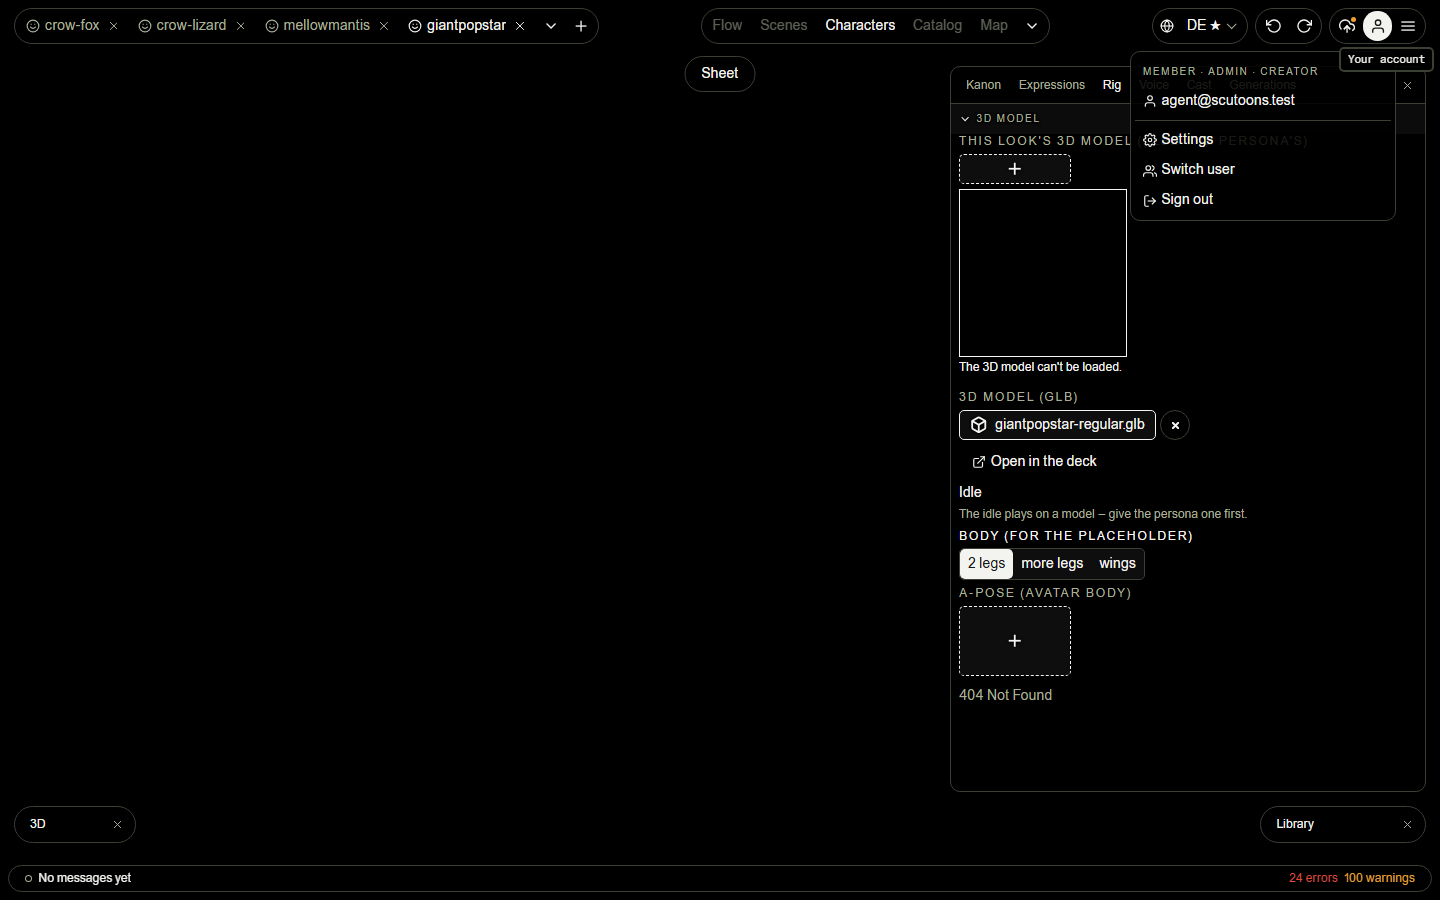 crow-fox crow-lizard mellowmantis giantpopstar
Flow Scenes Characters Catalog Map
DE ★
Your account
Sheet
Kanon Expressions Rig Voice Cast Generations
MEMBER · ADMIN · CREATOR
agent@scutoons.test
Settings
Switch user
Sign out
3D MODEL
THIS LOOK'S 3D MODEL PERSONA'S)
The 3D model can't be loaded.
3D MODEL (GLB)
giantpopstar-regular.glb
Open in the deck
Idle
The idle plays on a model – give the persona one first.
BODY (FOR THE PLACEHOLDER)
2 legs more legs wings
A-POSE (AVATAR BODY)
404 Not Found
3D
Library
No messages yet
24 errors 100 warnings